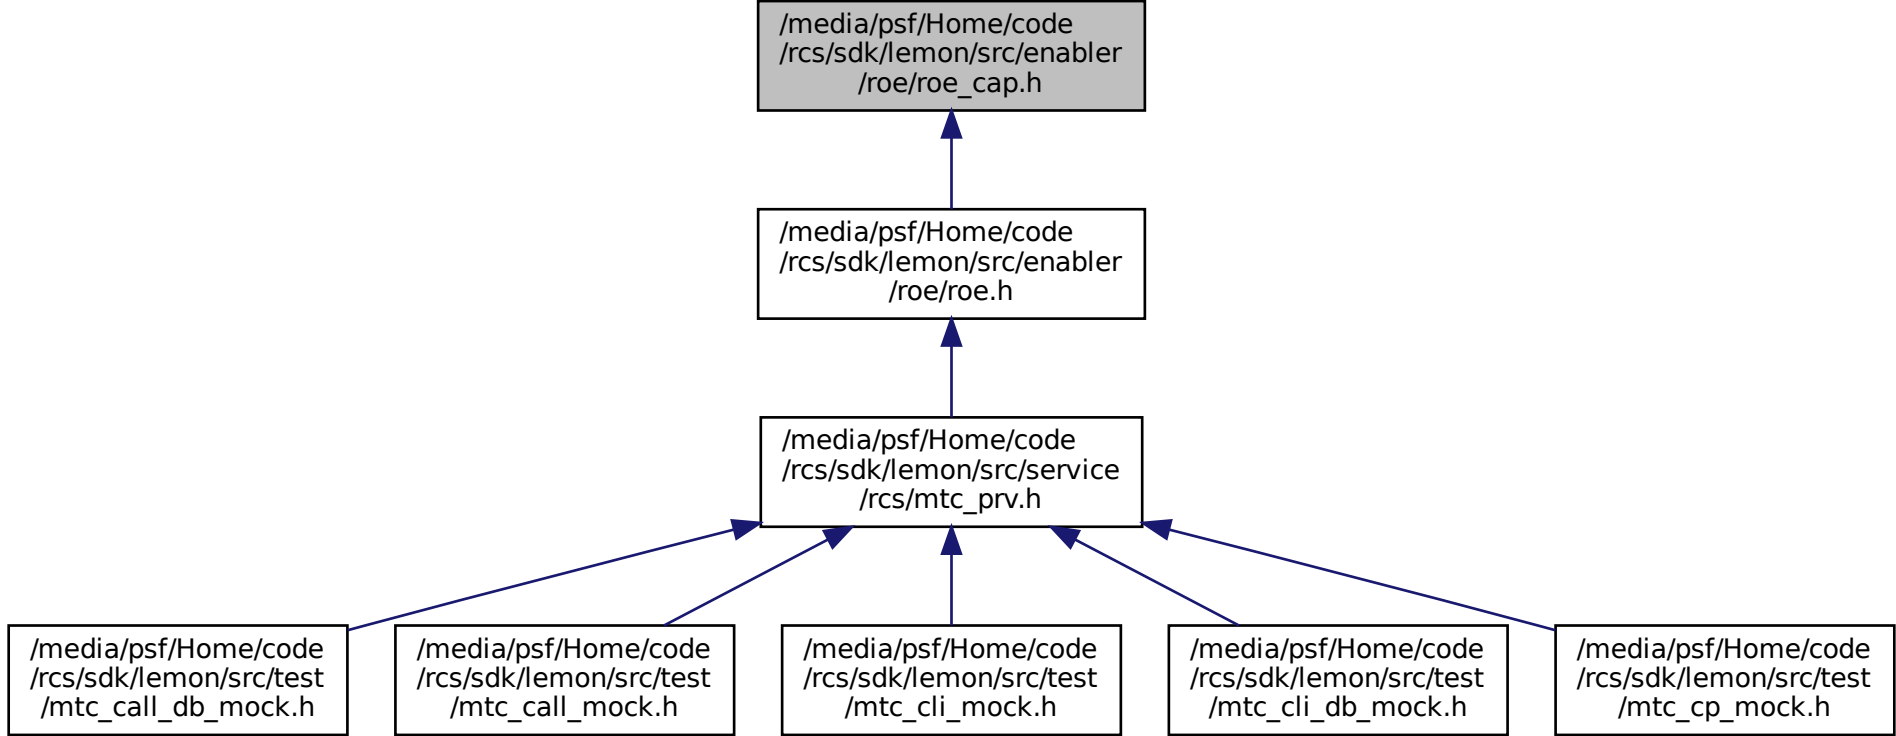 /media/psf/Home/code
/rcs/sdk/lemon/src/enabler
/roe/roe_cap.h
/media/psf/Home/code
/rcs/sdk/lemon/src/enabler
/roe/roe.h
/media/psf/Home/code
/rcs/sdk/lemon/src/service
/rcs/mtc_prv.h
/media/psf/Home/code
/rcs/sdk/lemon/src/test
/mtc_call_db_mock.h
/media/psf/Home/code
/rcs/sdk/lemon/src/test
/mtc_call_mock.h
/media/psf/Home/code
/rcs/sdk/lemon/src/test
/mtc_cli_mock.h
/media/psf/Home/code
/rcs/sdk/lemon/src/test
/mtc_cli_db_mock.h
/media/psf/Home/code
/rcs/sdk/lemon/src/test
/mtc_cp_mock.h